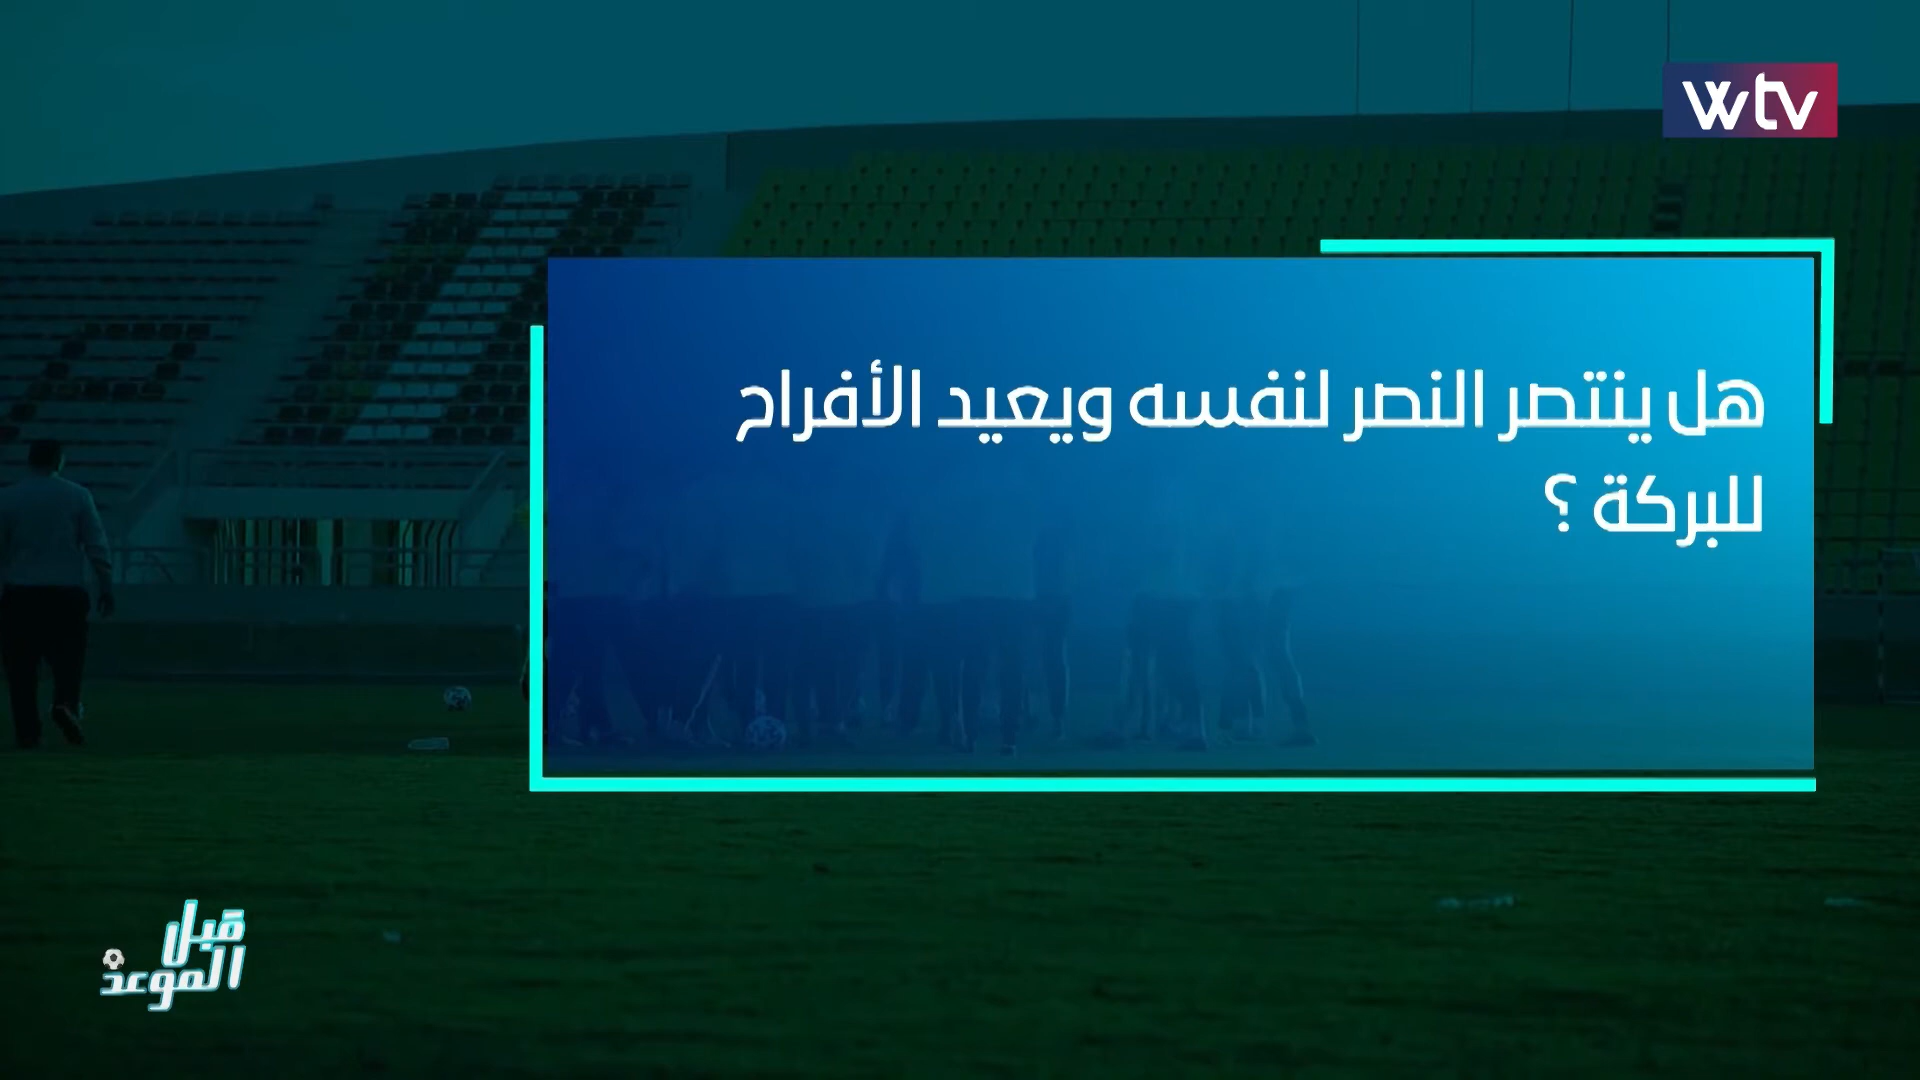 wtv
هل ينتصر النصر لنفسه ويعيد الأفراح
للبركة ؟
قبل
الموعد